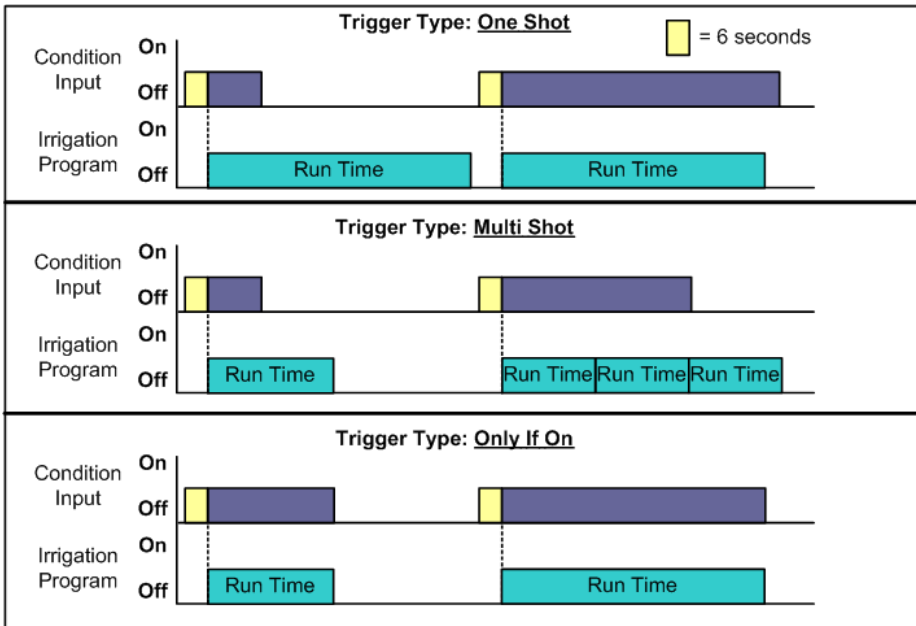 Trigger Type: One Shot
= 6 seconds
On
Condition
Input
Off
On
Irrigation
Program
Off
Run Time
Run Time
Trigger Type: Multi Shot
On
Condition
Input
Off
On
Irrigation
Program
Off
Run Time
Run Time
Run Time
Run Time
Trigger Type: Only If On
On
Condition
Input
Off
On
Irrigation
Program
Off
Run Time
Run Time